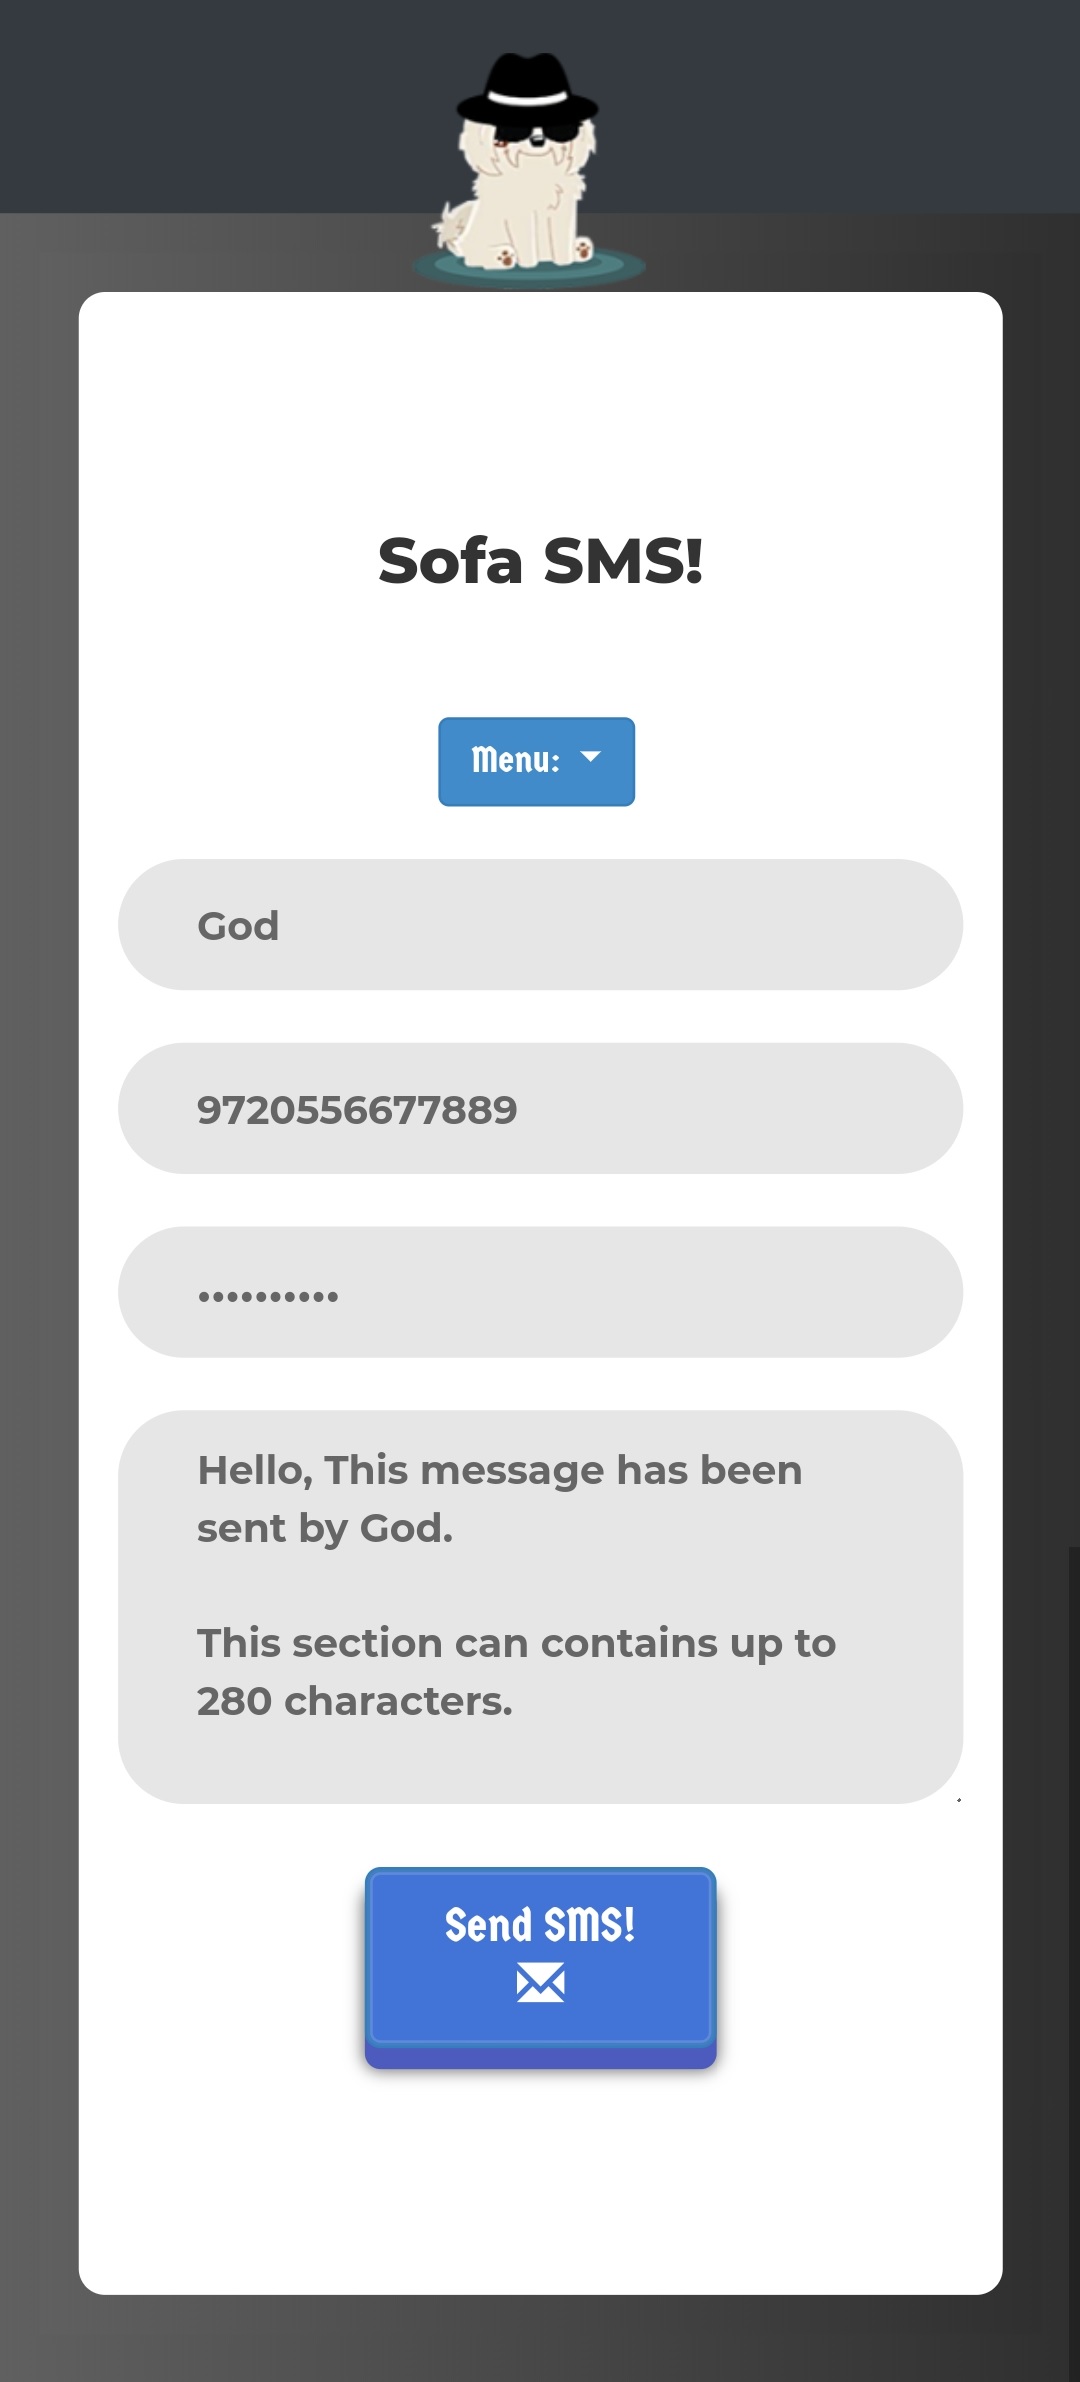 Sofa SMS!
Menu:
God
9720556677889
••••••••••
Hello, This message has been
sent by God.
This section can contains up to
280 characters.
Send SMS!